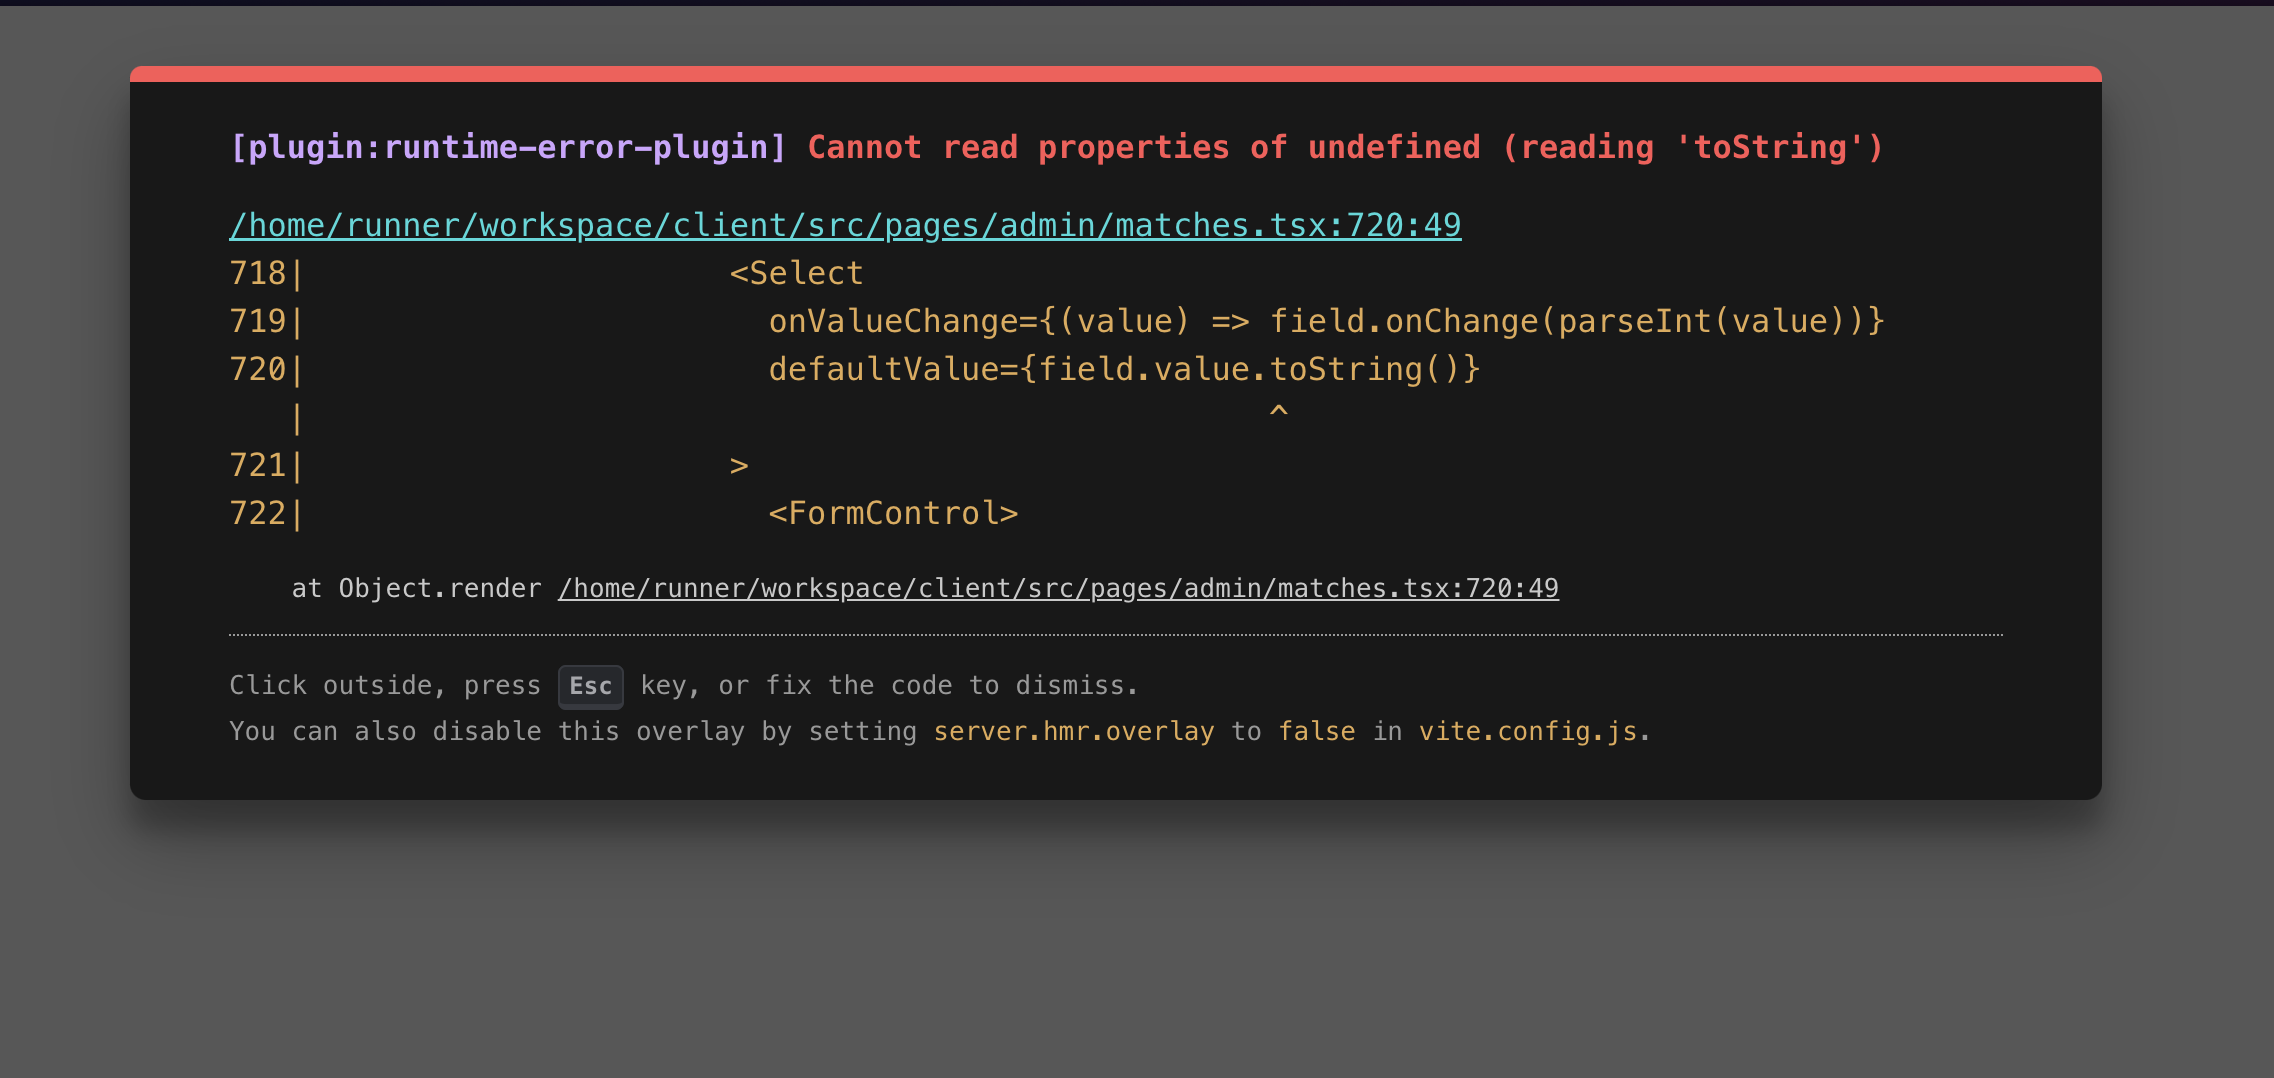 [plugin:runtime-error-plugin] Cannot read properties of undefined (reading 'toString')
/home/runner/workspace/client/src/pages/admin/matches.tsx:720:49
718|                      <Select
719|                        onValueChange={(value) => field.onChange(parseInt(value))}
720|                        defaultValue={field.value.toString()}
   |                                                  ^
721|                      >
722|                        <FormControl>
at Object.render /home/runner/workspace/client/src/pages/admin/matches.tsx:720:49
Click outside, press Esc key, or fix the code to dismiss.
You can also disable this overlay by setting server.hmr.overlay to false in vite.config.js.